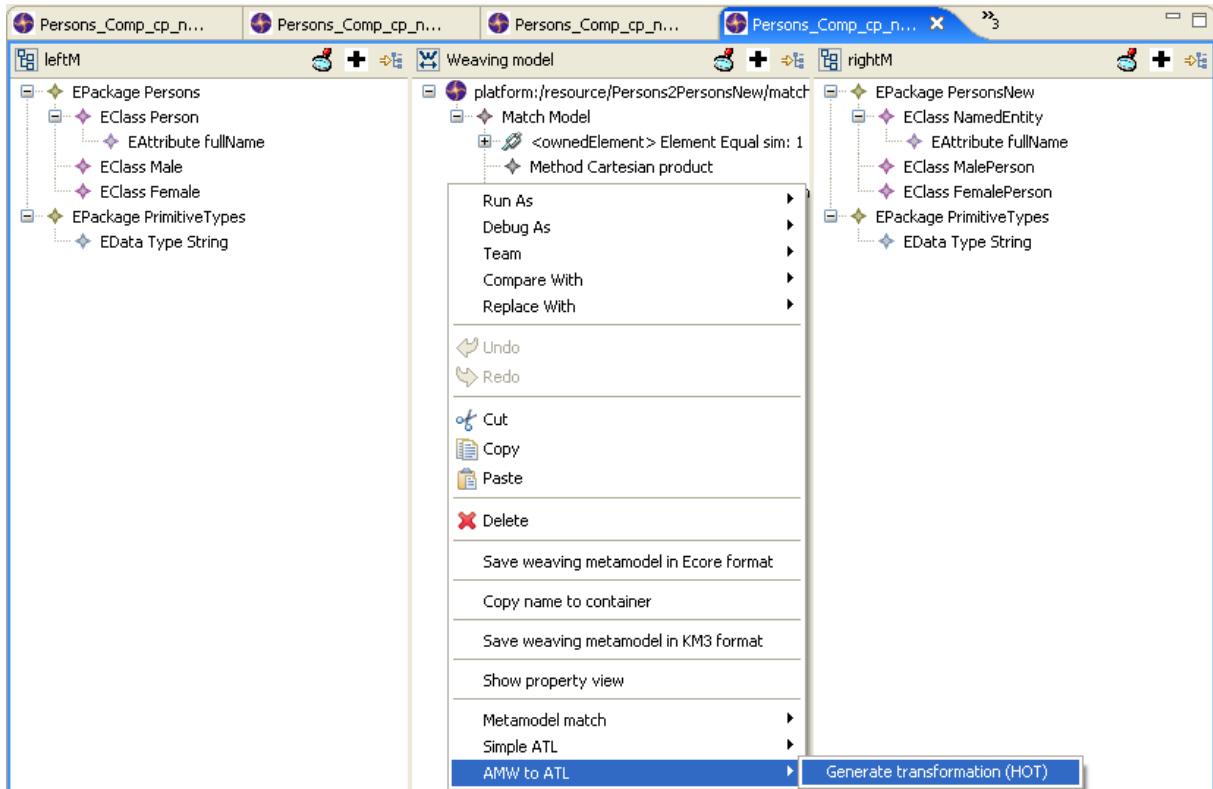 Persons_Comp_cp_n...
Persons_Comp_cp_n...
Persons_Comp_cp_n...
Persons_Comp_cp_n...
»3
leftM
EPackage Persons
EClass Person
EAttribute fullName
EClass Male
EClass Female
EPackage PrimitiveTypes
EData Type String
Weaving model
platform:/resource/Persons2PersonsNew/match
Match Model
<ownedElement> Element Equal sim: 1
Method Cartesian product
Run As
Debug As
Team
Compare With
Replace With
Undo
Redo
Cut
Copy
Paste
Delete
Save weaving metamodel in Ecore format
Copy name to container
Save weaving metamodel in KM3 format
Show property view
Metamodel match
Simple ATL
AMW to ATL
Generate transformation (HOT)
rightM
EPackage PersonsNew
EClass NamedEntity
EAttribute fullName
EClass MalePerson
EClass FemalePerson
EPackage PrimitiveTypes
EData Type String